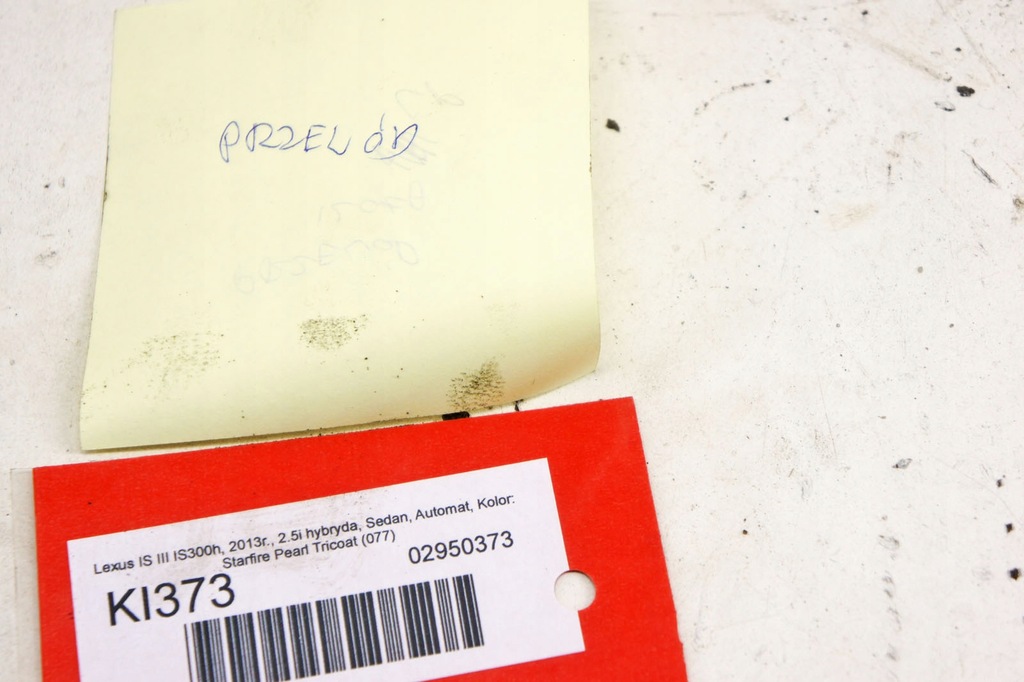 PRZEWÓD
Lexus IS III IS300h, 2013r., 2.5i hybryda, Sedan, Automat, Kolor:
Starfire Pearl Tricoat (077)
KI373
02950373